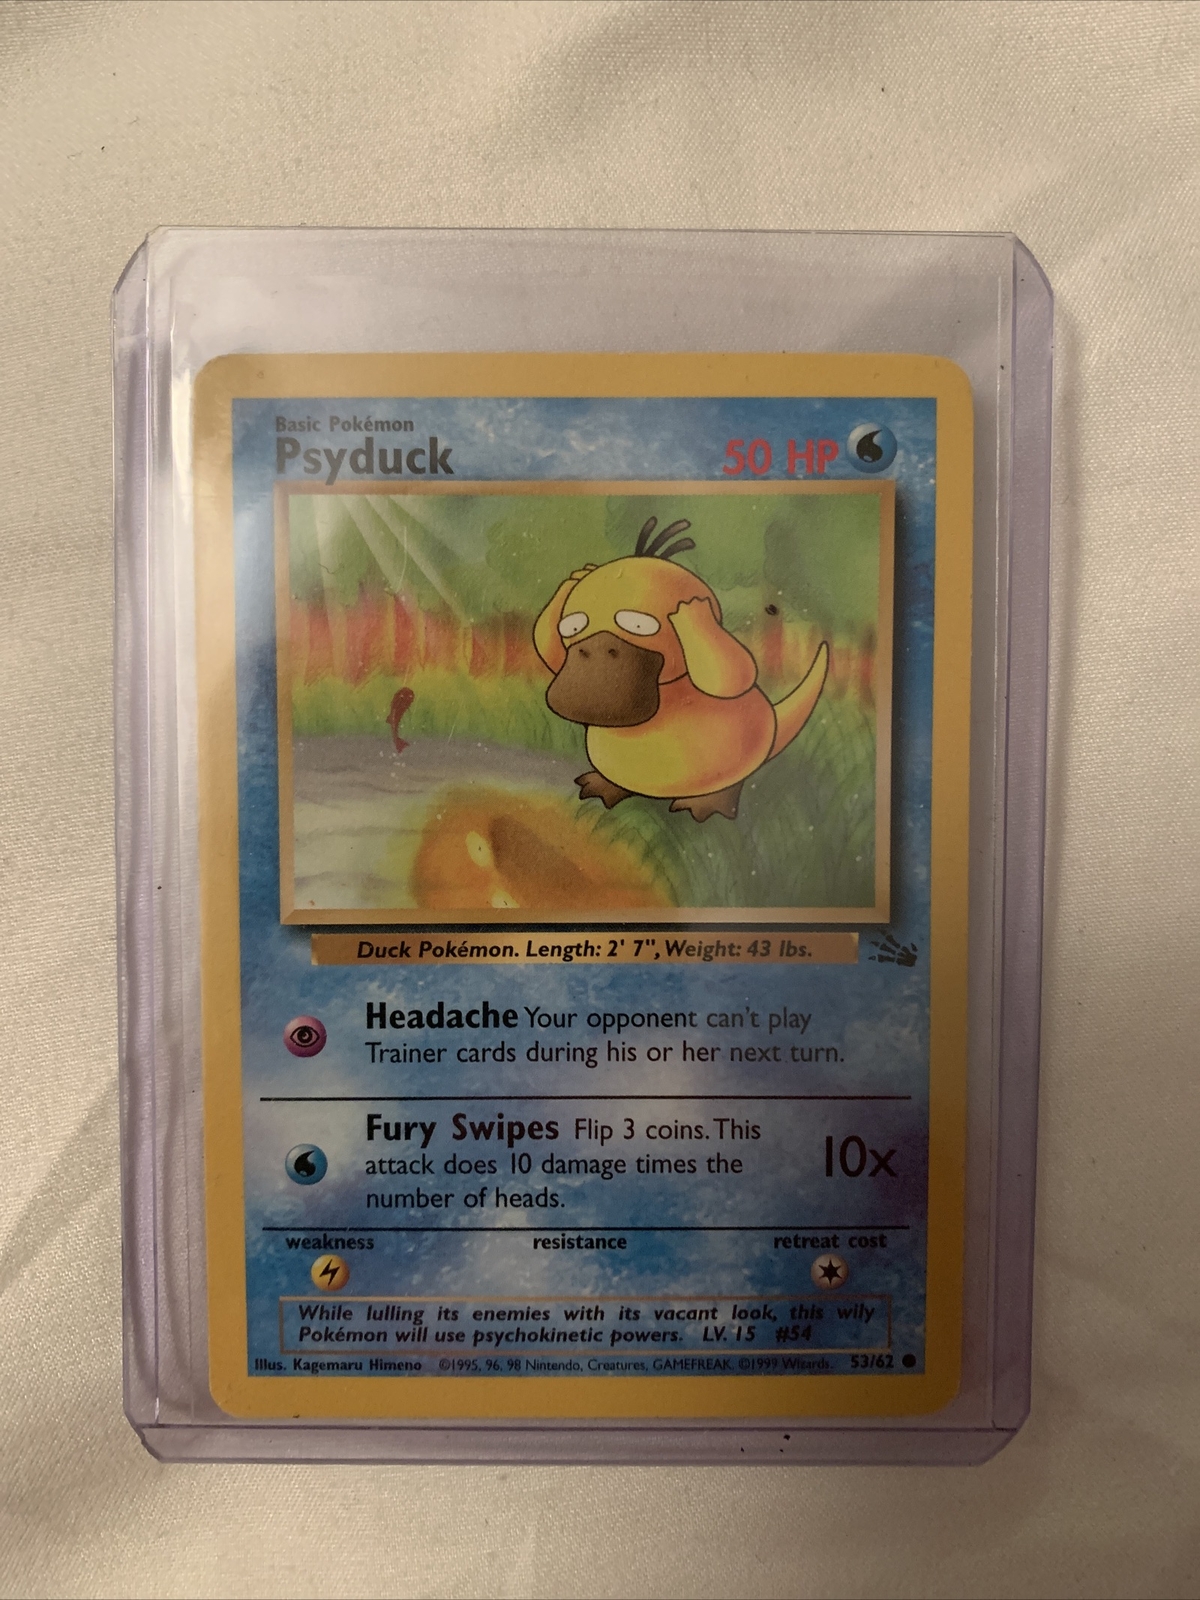 Basic Pokémon
Psyduck
50 HP
Duck Pokémon. Length: 2' 7", Weight: 43 lbs.
Headache Your opponent can't play
Trainer cards during his or her next turn.
Fury Swipes Flip 3 coins. This
attack does 10 damage times the
number of heads.
10x
weakness resistance retreat cost
While lulling its enemies with its vacant look, this wily
Pokémon will use psychokinetic powers. LV. 15 #54
Illus. Kagemaru Himeno ©1995, 96, 98 Nintendo, Creatures, GAMEFREAK. ©1999 Wizards. 53/62